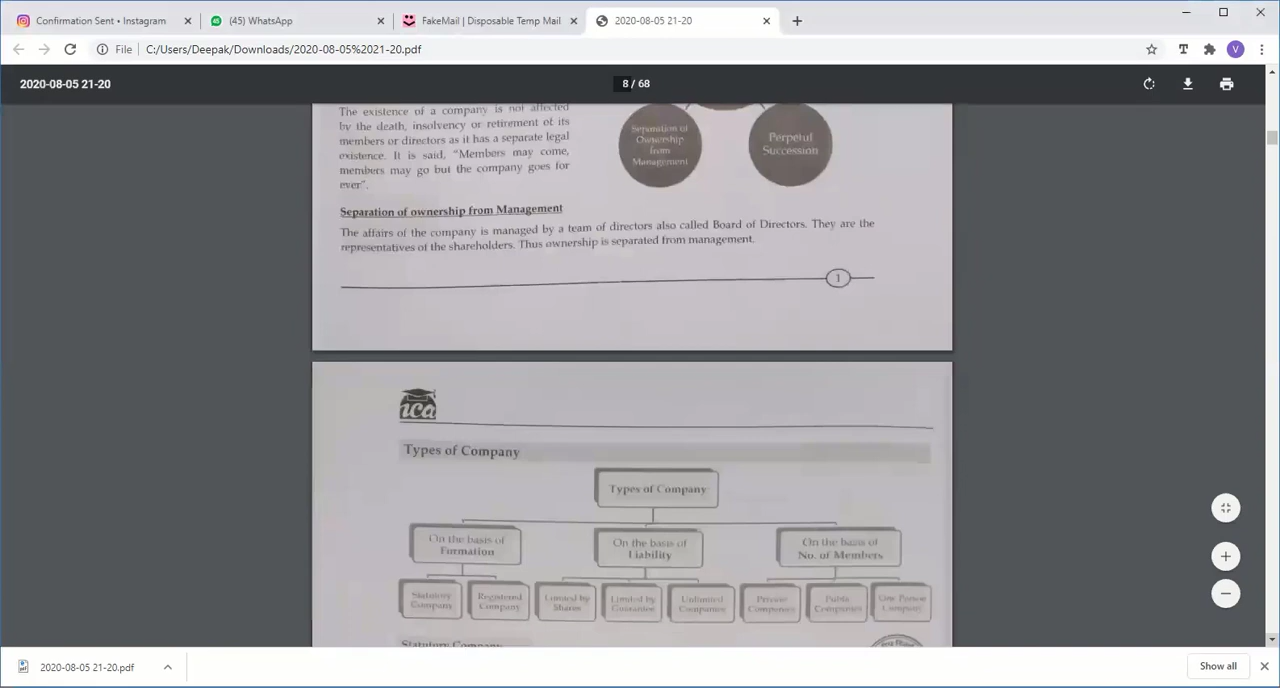 Confirmation Sent • Instagram
(45) WhatsApp
FakeMail | Disposable Temp Mail
2020-08-05 21-20
File
C:/Users/Deepak/Downloads/2020-08-05%2021-20.pdf
T
V
2020-08-05 21-20
8 / 68
The existence of a company is not affected
by the death, insolvency or retirement of its
members or directors as it has a separate legal
existence. It is said, “Members may come,
members may go but the company goes for
ever”.
Separation of
Ownership
from
Management
Perpetul
Succession
Separation of ownership from Management
The affairs of the company is managed by a team of directors also called Board of Directors. They are the
representatives of the shareholders. Thus ownership is separated from management.
1
ica
Types of Company
Types of Company
On the basis of
Formation
On the basis of
Liability
On the basis of
No. of Members
Statutory
Company
Registered
Company
Limited by
Shares
Limited by
Guarantee
Unlimited
Companies
Private
Companies
Public
Companies
One Person
Company
Statutory Company
2020-08-05 21-20.pdf
Show all